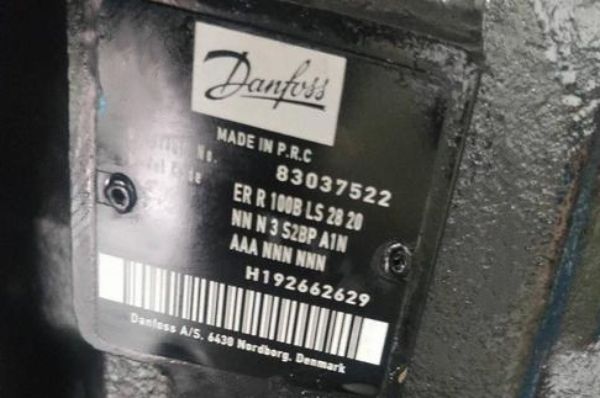 Danfoss
MADE IN P.R.C
No. 83037522
ER R 100B LS 28 20
NN N 3 S2BP A1N
AAA NNN NNN
H192662629
Danfoss A/S, 6430 Nordborg, Denmark